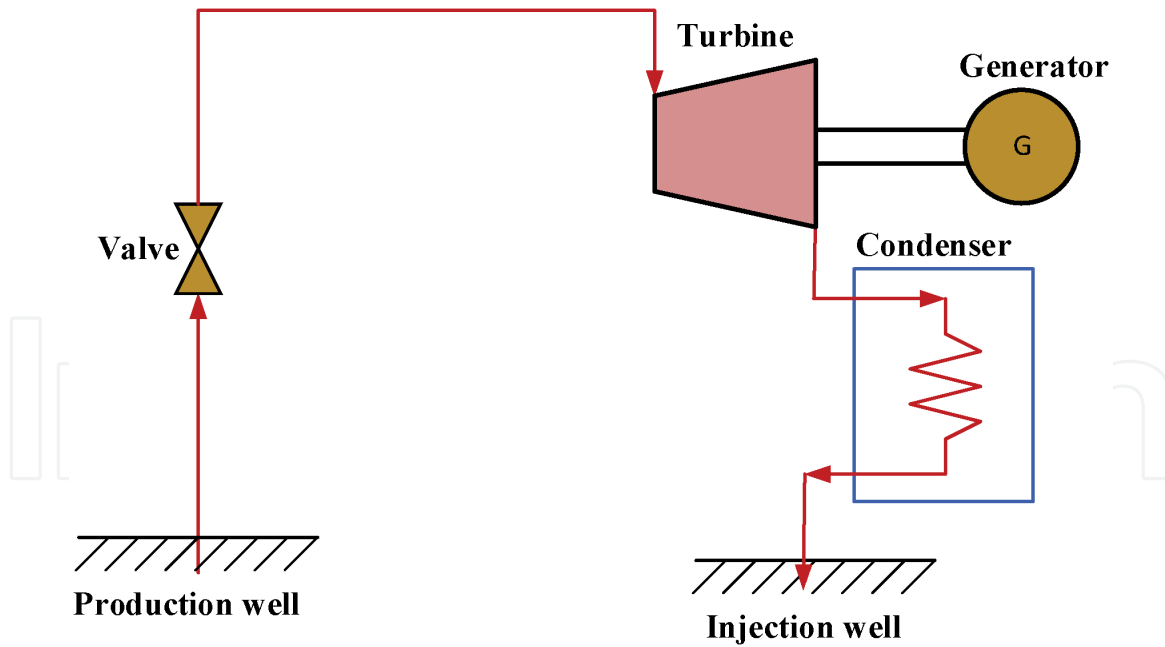 Turbine
Generator
G
Valve
Condenser
Production well
Injection well